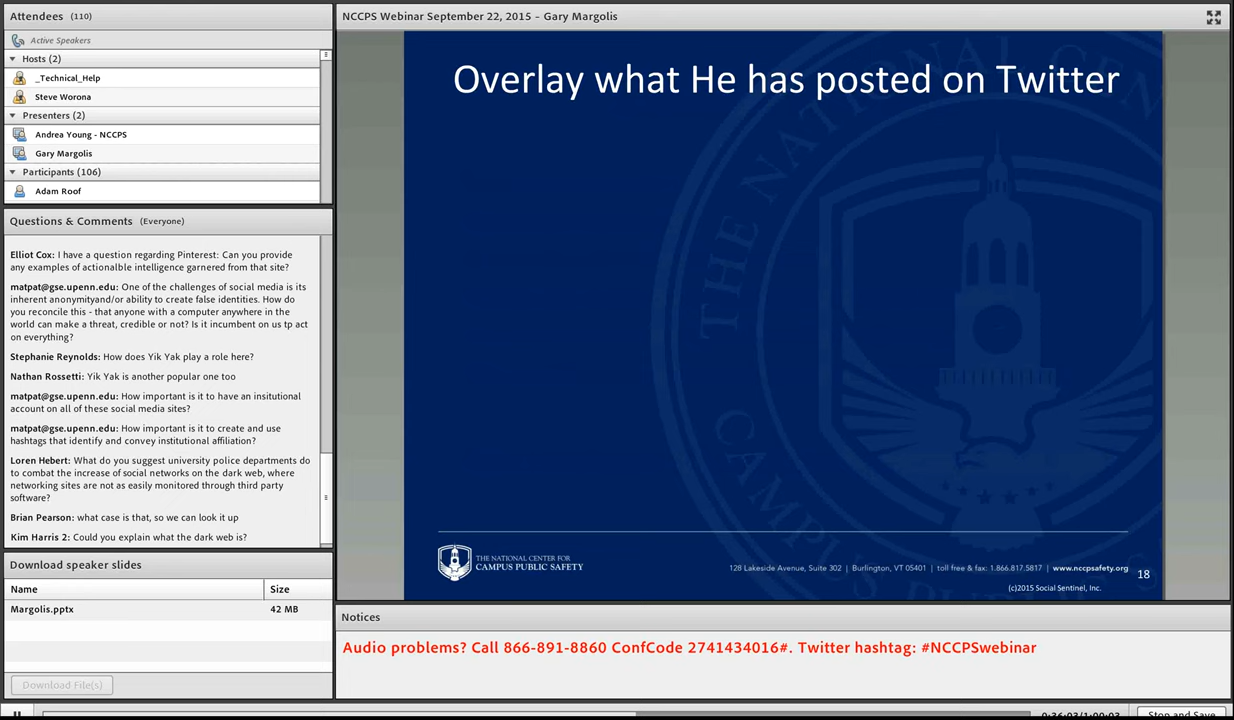 Attendees (110)
Active Speakers
Hosts (2)
_Technical_Help
Steve Worona
Presenters (2)
Andrea Young - NCCPS
Gary Margolis
Participants (106)
Adam Roof
Questions & Comments (Everyone)
Elliot Cox: I have a question regarding Pinterest: Can you provide
any examples of actionalble intelligence garnered from that site?
matpat@gse.upenn.edu: One of the challenges of social media is its
inherent anonymityand/or ability to create false identities. How do
you reconcile this - that anyone with a computer anywhere in the
world can make a threat, credible or not? Is it incumbent on us tp act
on everything?
Stephanie Reynolds: How does Yik Yak play a role here?
Nathan Rossetti: Yik Yak is another popular one too
matpat@gse.upenn.edu: How important is it to have an insitutional
account on all of these social media sites?
matpat@gse.upenn.edu: How important is it to create and use
hashtags that identify and convey institutional affiliation?
Loren Hebert: What do you suggest university police departments do
to combat the increase of social networks on the dark web, where
networking sites are not as easily monitored through third party
software?
Brian Pearson: what case is that, so we can look it up
Kim Harris 2: Could you explain what the dark web is?
Download speaker slides
Name Size
Margolis.pptx 42 MB
Download File(s)
NCCPS Webinar September 22, 2015 - Gary Margolis
Overlay what He has posted on Twitter
THE NATIONAL CEN
CAMPUS PUBLIC
THE NATIONAL CENTER FOR
CAMPUS PUBLIC SAFETY
128 Lakeside Avenue, Suite 302 | Burlington, VT 05401 | toll free & fax: 1.866.817.5817 | www.nccpsafety.org
18
(c)2015 Social Sentinel, Inc.
Notices
Audio problems? Call 866-891-8860 ConfCode 2741434016#. Twitter hashtag: #NCCPSwebinar
0:36:03/1:00:03
Stop and Save